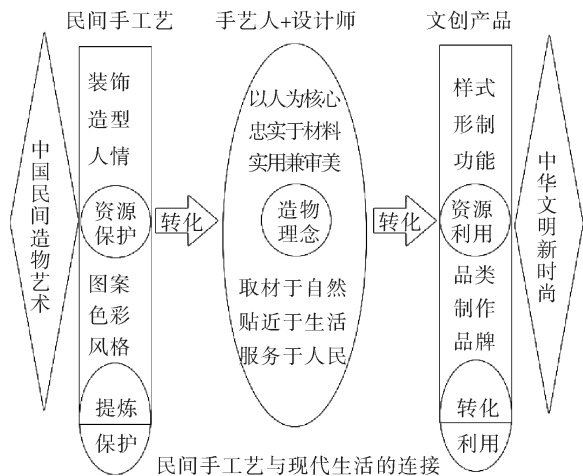 民间手工艺
手艺人+设计师
文创产品
中国民间造物艺术
装饰
造型
人情
资源
保护
图案
色彩
风格
提炼
保护
转化
以人为核心
忠实于材料
实用兼审美
造物
理念
取材于自然
贴近于生活
服务于人民
转化
样式
形制
功能
资源
利用
品类
制作
品牌
转化
利用
中华文明新时尚
民间手工艺与现代生活的连接